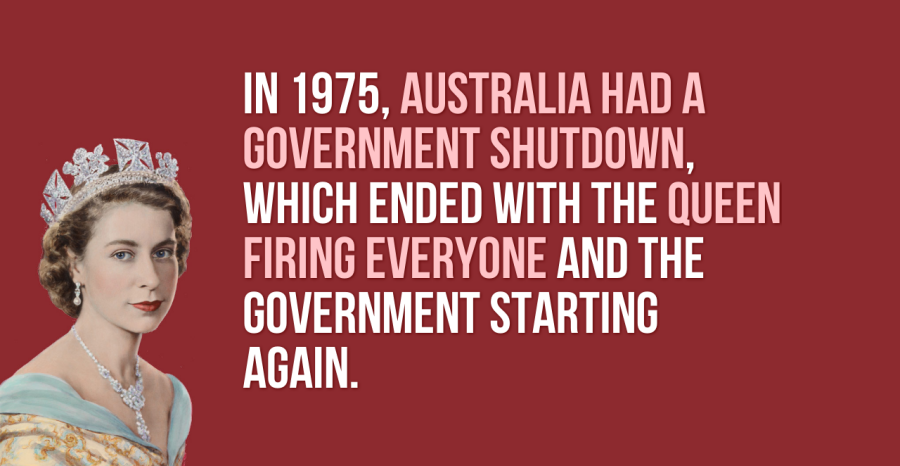 IN 1975, AUSTRALIA HAD A
GOVERNMENT SHUTDOWN,
WHICH ENDED WITH THE QUEEN
FIRING EVERYONE AND THE
GOVERNMENT STARTING
AGAIN.